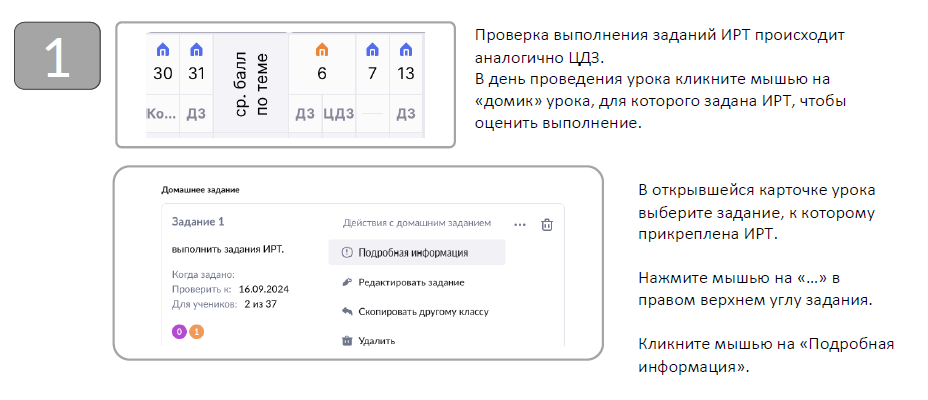 1
30 31 ср. балл по теме 6 7 13
Ко... ДЗ ДЗ ЦДЗ ДЗ
Проверка выполнения заданий ИРТ происходит
аналогично ЦДЗ.
В день проведения урока кликните мышью на
«домик» урока, для которого задана ИРТ, чтобы
оценить выполнение.
Домашнее задание
Задание 1
Действия с домашним заданием ...
выполнить задания ИРТ.
Когда задано:
Проверить к: 16.09.2024
Для учеников: 2 из 37
0 1
Подробная информация
Редактировать задание
Скопировать другому классу
Удалить
В открывшейся карточке урока
выберите задание, к которому
прикреплена ИРТ.
Нажмите мышью на «...» в
правом верхнем углу задания.
Кликните мышью на «Подробная
информация».